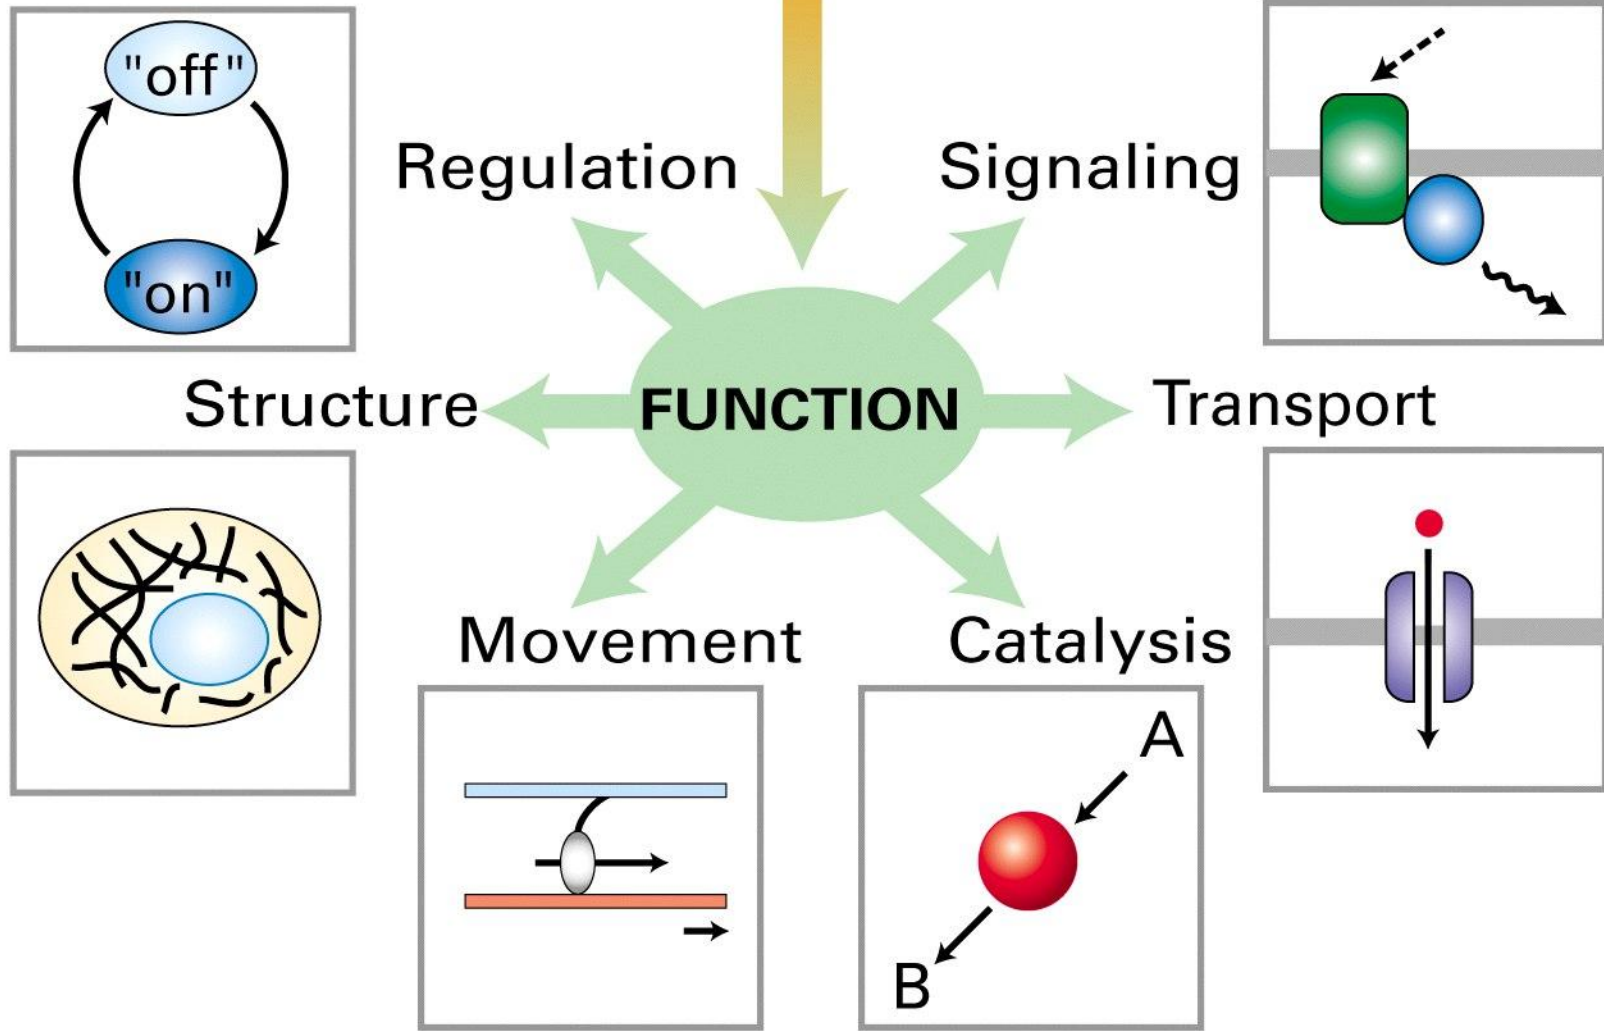 "off"
"on"
Regulation
Signaling
Structure
FUNCTION
Transport
Movement
Catalysis
A
B